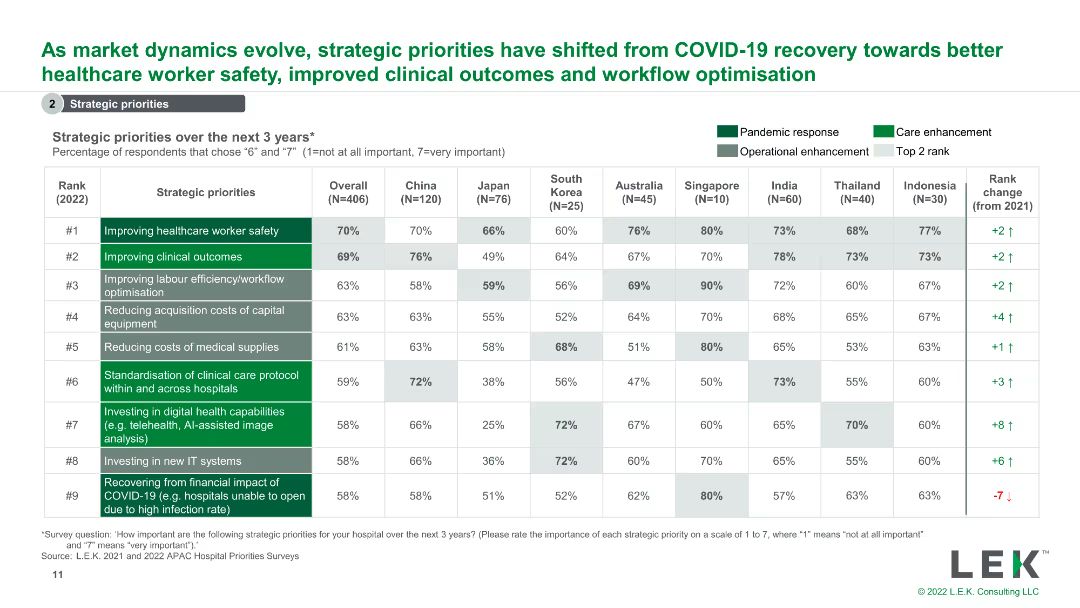 As market dynamics evolve, strategic priorities have shifted from COVID-19 recovery towards better
healthcare worker safety, improved clinical outcomes and workflow optimisation
2 Strategic priorities
Strategic priorities over the next 3 years*
Percentage of respondents that chose “6” and “7” (1=not at all important, 7=very important)
Pandemic response Care enhancement
Operational enhancement Top 2 rank
Rank (2022) Strategic priorities Overall (N=406) China (N=120) Japan (N=76) South Korea (N=25) Australia (N=45) Singapore (N=10) India (N=60) Thailand (N=40) Indonesia (N=30) Rank change (from 2021)
#1 Improving healthcare worker safety 70% 70% 66% 60% 76% 80% 73% 68% 77% +2 ↑
#2 Improving clinical outcomes 69% 76% 49% 64% 67% 70% 78% 73% 73% +2 ↑
#3 Improving labour efficiency/workflow optimisation 63% 58% 59% 56% 69% 90% 72% 60% 67% +2 ↑
#4 Reducing acquisition costs of capital equipment 63% 63% 55% 52% 64% 70% 68% 65% 67% +4 ↑
#5 Reducing costs of medical supplies 61% 63% 58% 68% 51% 80% 65% 53% 63% +1 ↑
#6 Standardisation of clinical care protocol within and across hospitals 59% 72% 38% 56% 47% 50% 73% 55% 60% +3 ↑
#7 Investing in digital health capabilities (e.g. telehealth, AI-assisted image analysis) 58% 66% 25% 72% 67% 60% 65% 70% 60% +8 ↑
#8 Investing in new IT systems 58% 66% 36% 72% 60% 70% 65% 55% 60% +6 ↑
#9 Recovering from financial impact of COVID-19 (e.g. hospitals unable to open due to high infection rate) 58% 58% 51% 52% 62% 80% 57% 63% 63% -7 ↓
*Survey question: ‘How important are the following strategic priorities for your hospital over the next 3 years? (Please rate the importance of each strategic priority on a scale of 1 to 7, where “1” means “not at all important”
and “7” means “very important”).’
Source: L.E.K. 2021 and 2022 APAC Hospital Priorities Surveys
11
LEK™
© 2022 L.E.K. Consulting LLC